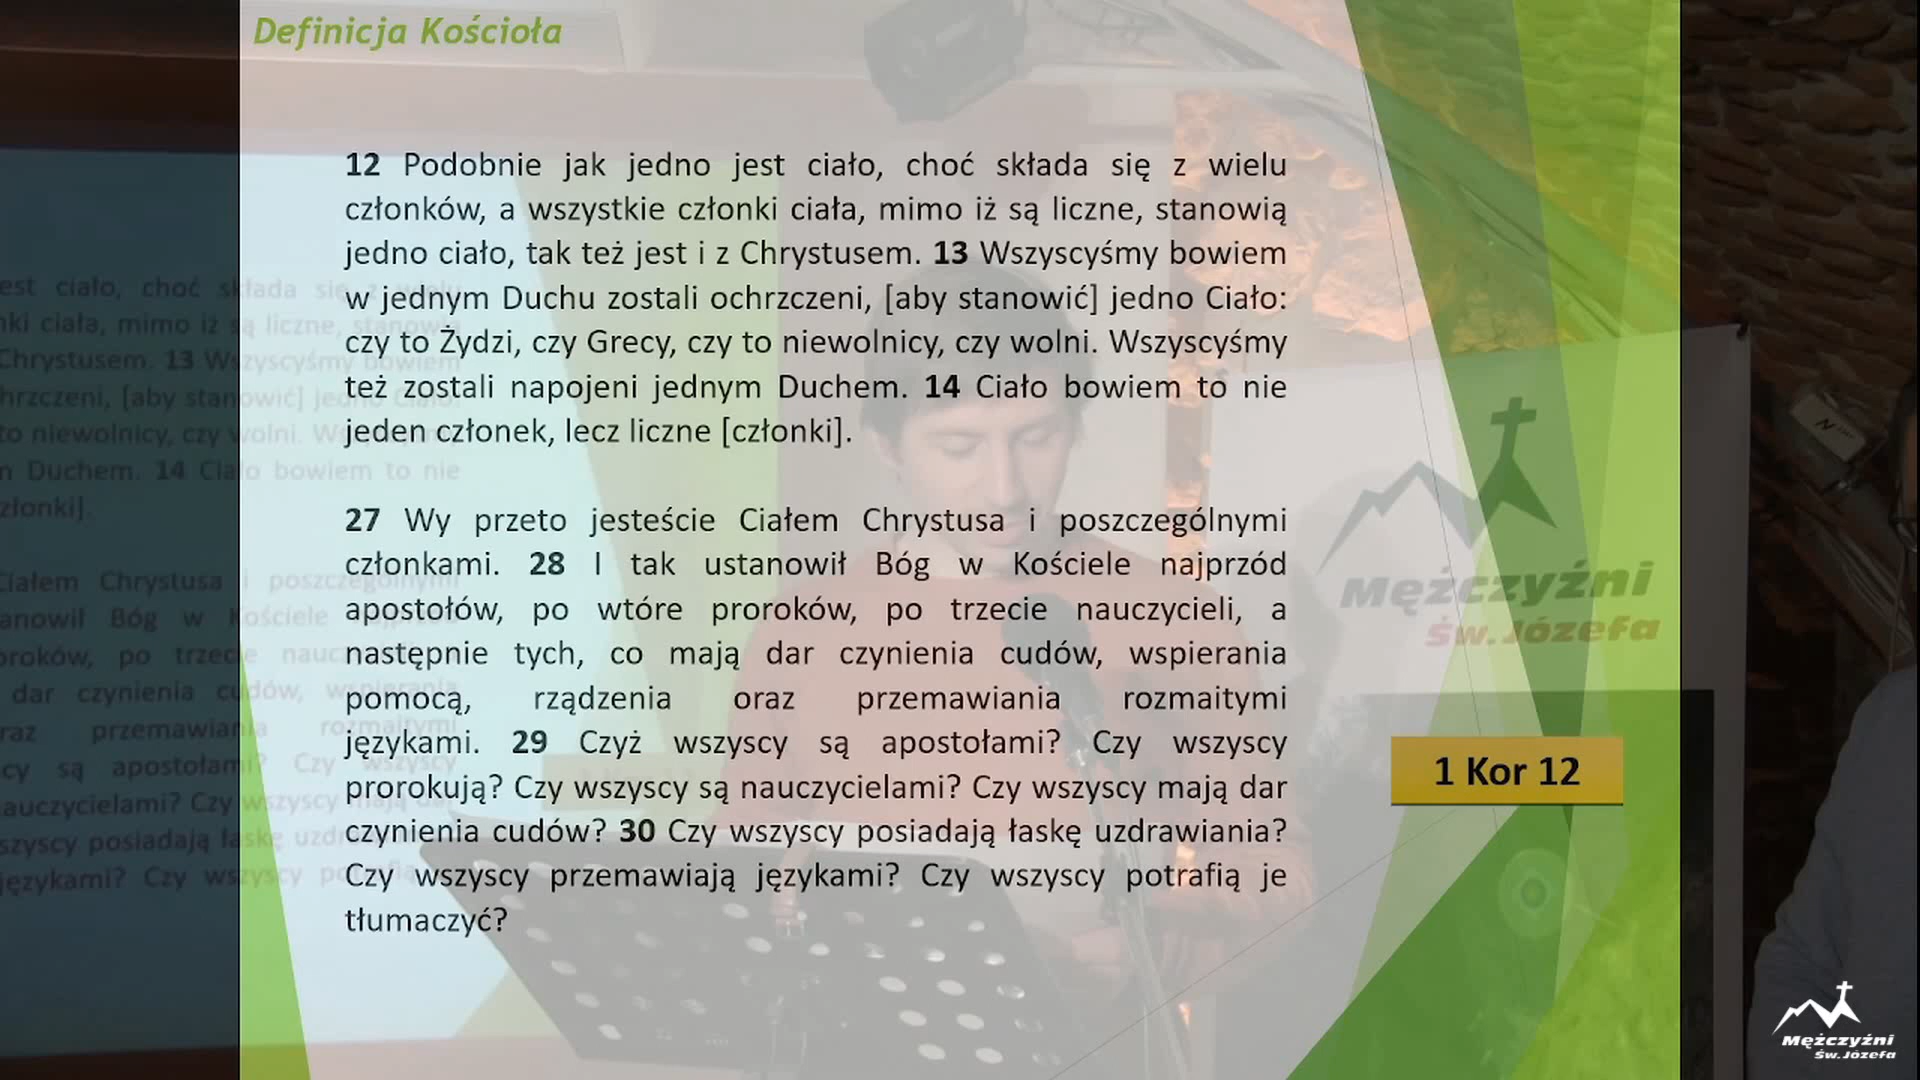 Definicja Kościoła
12 Podobnie jak jedno jest ciało, choć składa się z wielu
członków, a wszystkie członki ciała, mimo iż są liczne, stanowią
jedno ciało, tak też jest i z Chrystusem. 13 Wszyscyśmy bowiem
w jednym Duchu zostali ochrzczeni, [aby stanowić] jedno Ciało:
czy to Żydzi, czy Grecy, czy to niewolnicy, czy wolni. Wszyscyśmy
też zostali napojeni jednym Duchem. 14 Ciało bowiem to nie
jeden członek, lecz liczne [członki].
27 Wy przeto jesteście Ciałem Chrystusa i poszczególnymi
członkami. 28 I tak ustanowił Bóg w Kościele najprzód
apostołów, po wtóre proroków, po trzecie nauczycieli, a
następnie tych, co mają dar czynienia cudów, wspierania
pomocą, rządzenia oraz przemawiania rozmaitymi
językami. 29 Czyż wszyscy są apostołami? Czy wszyscy
prorokują? Czy wszyscy są nauczycielami? Czy wszyscy mają dar
czynienia cudów? 30 Czy wszyscy posiadają łaskę uzdrawiania?
Czy wszyscy przemawiają językami? Czy wszyscy potrafią je
tłumaczyć?
1 Kor 12
Mężczyźni
św.Józefa
Mężczyźni
św.Józefa